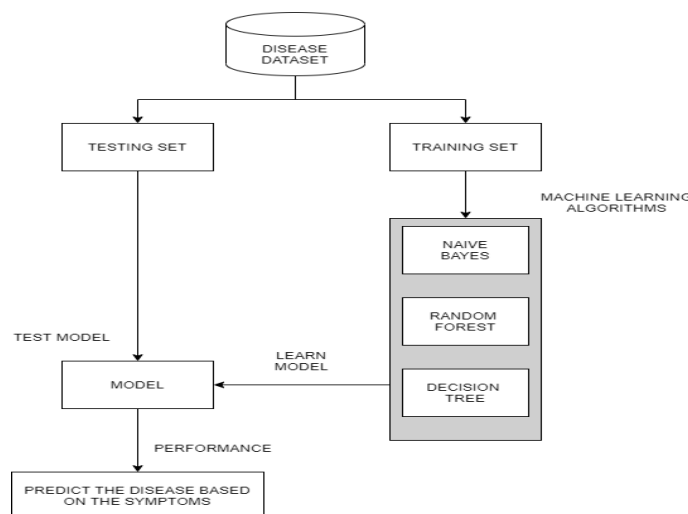 DISEASE
DATASET
TESTING SET
TRAINING SET
MACHINE LEARNING
ALGORITHMS
NAIVE
BAYES
RANDOM
FOREST
TEST MODEL
LEARN
MODEL
MODEL
DECISION
TREE
PERFORMANCE
PREDICT THE DISEASE BASED
ON THE SYMPTOMS